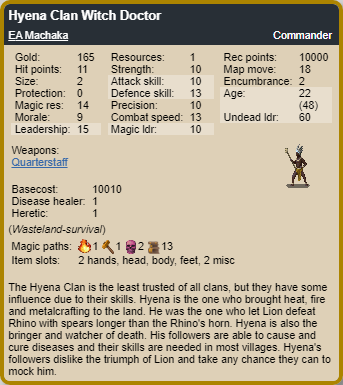 Hyena Clan Witch Doctor
EA Machaka Commander
Gold: 165 Resources: 1 Rec points: 10000
Hit points: 11 Strength: 10 Map move: 18
Size: 2 Attack skill: 10 Encumbrance: 2
Protection: 0 Defence skill: 13 Age: 22
Magic res: 14 Precision: 10 (48)
Morale: 9 Combat speed: 13 Undead ldr: 60
Leadership: 15 Magic ldr: 10
Weapons:
Quarterstaff
Basecost: 10010
Disease healer: 1
Heretic: 1
(Wasteland-survival)
Magic paths: 1 1 2 13
Item slots: 2 hands, head, body, feet, 2 misc
The Hyena Clan is the least trusted of all clans, but they have some
influence due to their skills. Hyena is the one who brought heat, fire
and metalcrafting to the land. He was the one who let Lion defeat
Rhino with spears longer than the Rhino's horn. Hyena is also the
bringer and watcher of death. His followers are able to cause and
cure diseases and their skills are needed in most villages. Hyena's
followers dislike the triumph of Lion and take any chance they can to
mock him.